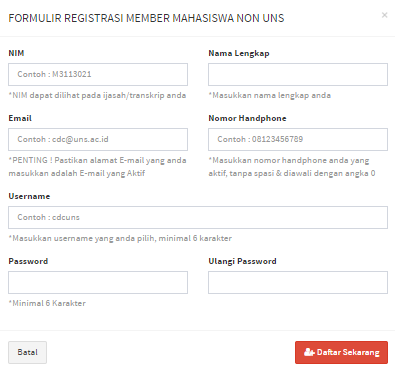 FORMULIR REGISTRASI MEMBER MAHASISWA NON UNS
×
NIM
Nama Lengkap
Contoh : M3113021
*NIM dapat dilihat pada ijasah/transkrip anda
*Masukkan nama lengkap anda
Email
Nomor Handphone
Contoh : cdc@uns.ac.id
Contoh : 08123456789
*PENTING ! Pastikan alamat E-mail yang anda
masukkan adalah E-mail yang Aktif
*Masukkan nomor handphone anda yang
aktif, tanpa spasi & diawali dengan angka 0
Username
Contoh : cdcuns
*Masukkan username yang anda pilih, minimal 6 karakter
Password
Ulangi Password
*Minimal 6 Karakter
Batal
Daftar Sekarang